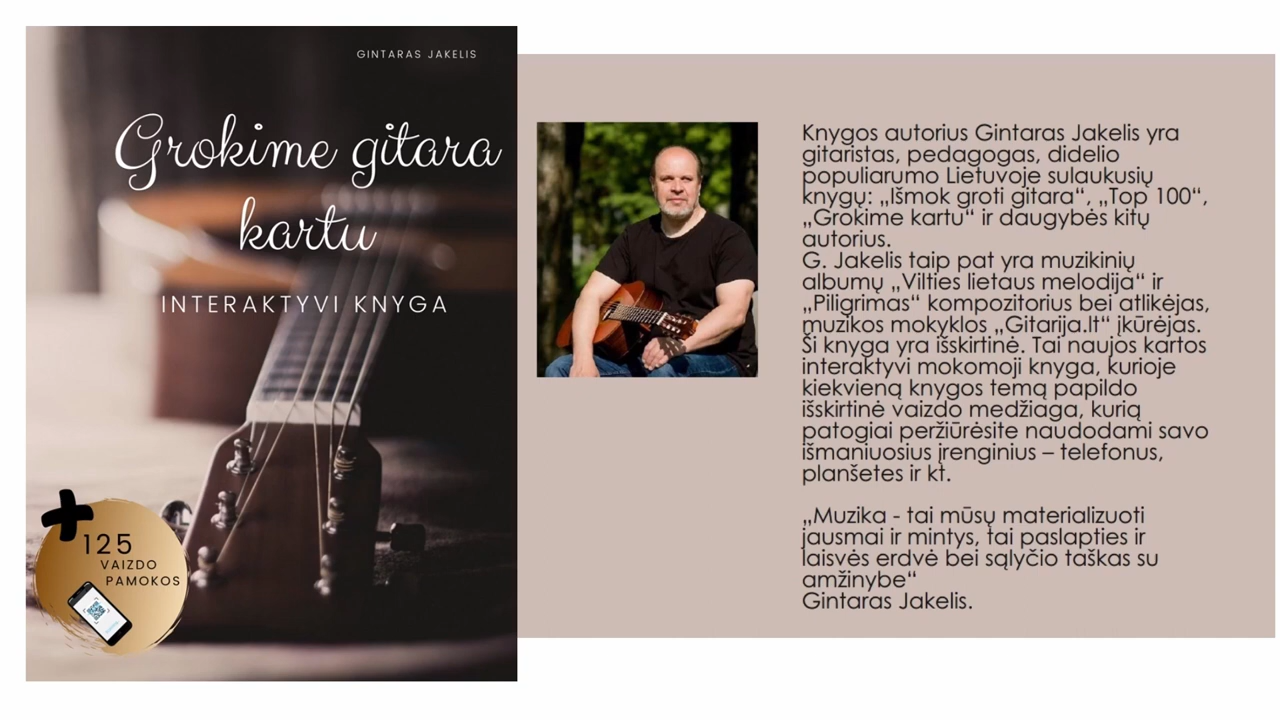 GINTARAS JAKELIS
Grokime gitara
kartu
INTERAKTYVI KNYGA
125
VAIZDO
PAMOKOS
Knygos autorius Gintaras Jakelis yra
gitaristas, pedagogas, didelio
populiarumo Lietuvoje sulaukusių
knygų: „Išmok groti gitara“, „Top 100“,
„Grokime kartu“ ir daugybės kitų
autorius.
G. Jakelis taip pat yra muzikinių
albumų „Vilties lietaus melodija“ ir
„Piligrimas“ kompozitorius bei atlikėjas,
muzikos mokyklos „Gitarija.lt“ įkūrėjas.
Ši knyga yra išskirtinė. Tai naujos kartos
interaktyvi mokomoji knyga, kurioje
kiekvieną knygos temą papildo
išskirtinė vaizdo medžiaga, kurią
patogiai peržiūrėsite naudodami savo
išmaniuosius įrenginius – telefonus,
planšetes ir kt.
„Muzika - tai mūsų materializuoti
jausmai ir mintys, tai paslapties ir
laisvės erdvė bei sąlyčio taškas su
amžinybe“
Gintaras Jakelis.